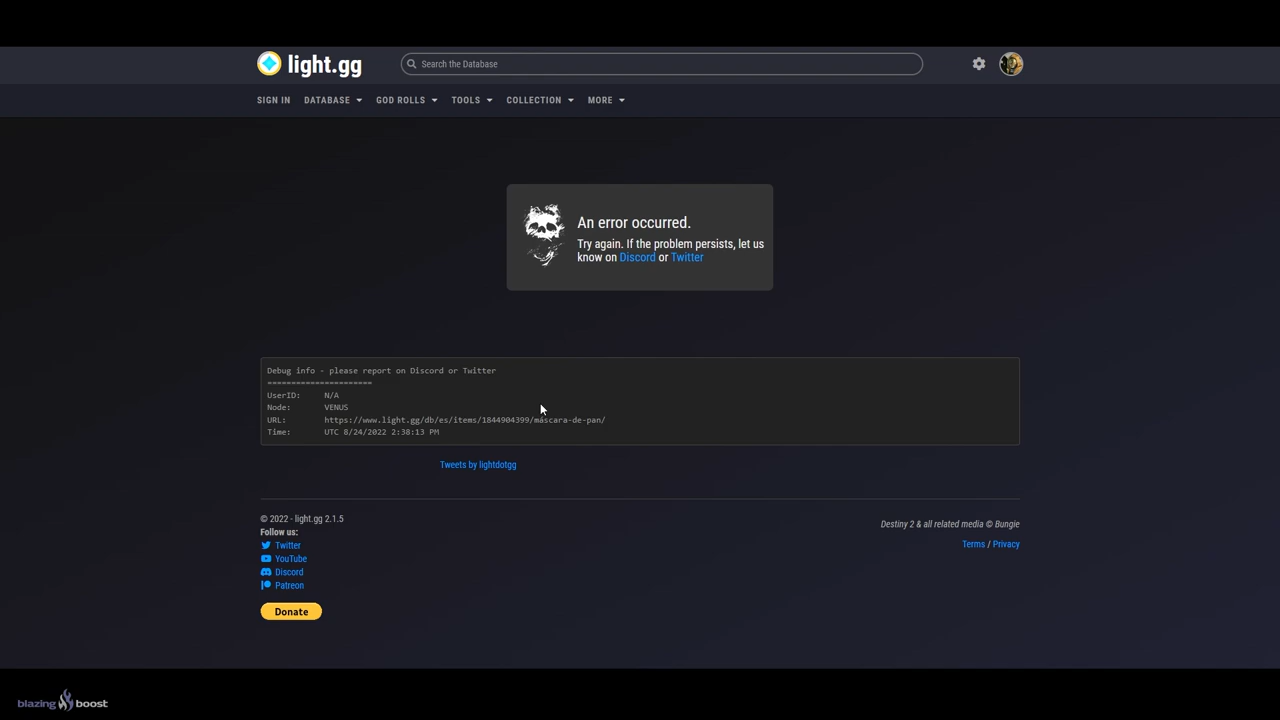 light.gg
Search the Database
SIGN IN DATABASE GOD ROLLS TOOLS COLLECTION MORE
An error occurred.
Try again. If the problem persists, let us
know on Discord or Twitter
Debug info - please report on Discord or Twitter
======================
UserID: N/A
Node: VENUS
URL: https://www.light.gg/db/es/items/1844904399/máscara-de-pan/
Time: UTC 8/24/2022 2:38:13 PM
Tweets by lightdotgg
© 2022 - light.gg 2.1.5
Follow us:
Twitter
YouTube
Discord
Patreon
Donate
Destiny 2 & all related media © Bungie
Terms / Privacy
blazing boost